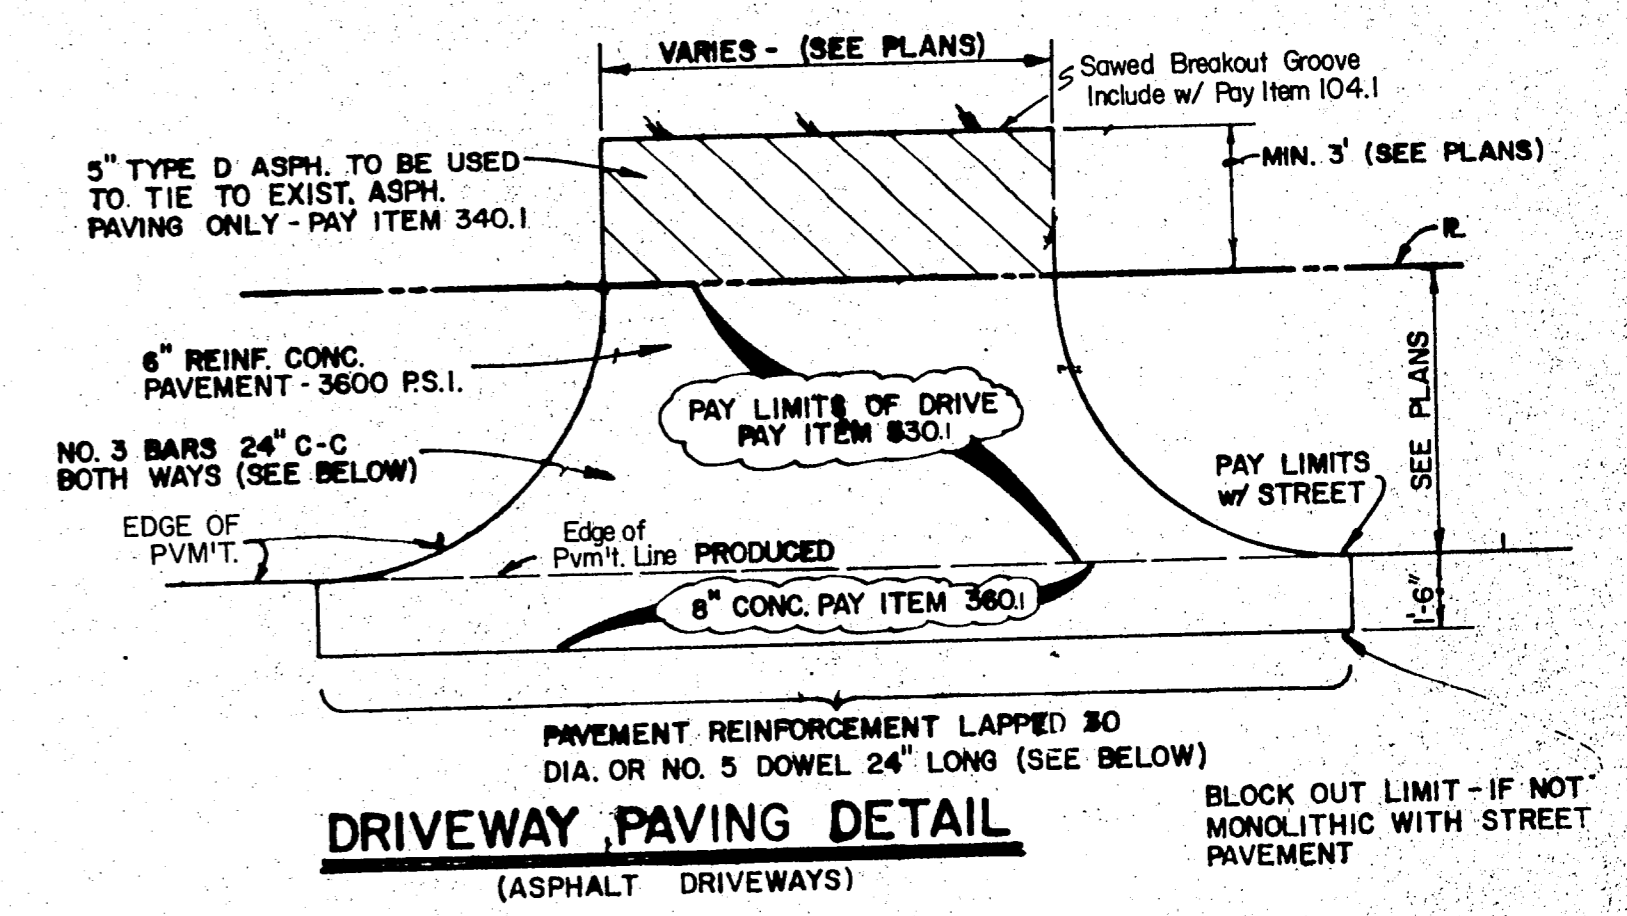 VARIES - (SEE PLANS)
Sawed Breakout Groove
Include w/ Pay Item 104.1
5" TYPE D ASPH. TO BE USED
TO TIE TO EXIST. ASPH.
PAVING ONLY - PAY ITEM 340.1
MIN. 3' (SEE PLANS)
6" REINF. CONC.
PAVEMENT - 3600 P.S.I.
PAY LIMITS OF DRIVE
PAY ITEM 530.1
SEE PLANS
NO. 3 BARS 24" C-C
BOTH WAYS (SEE BELOW)
PAY LIMITS
w/ STREET
EDGE OF
PVM'T.
Edge of
Pvm't. Line PRODUCED
8" CONC. PAY ITEM 360.1
1'-6"
PAVEMENT REINFORCEMENT LAPPED 30
DIA. OR NO. 5 DOWEL 24" LONG (SEE BELOW)
BLOCK OUT LIMIT - IF NOT
MONOLITHIC WITH STREET
PAVEMENT
DRIVEWAY PAVING DETAIL
(ASPHALT DRIVEWAYS)